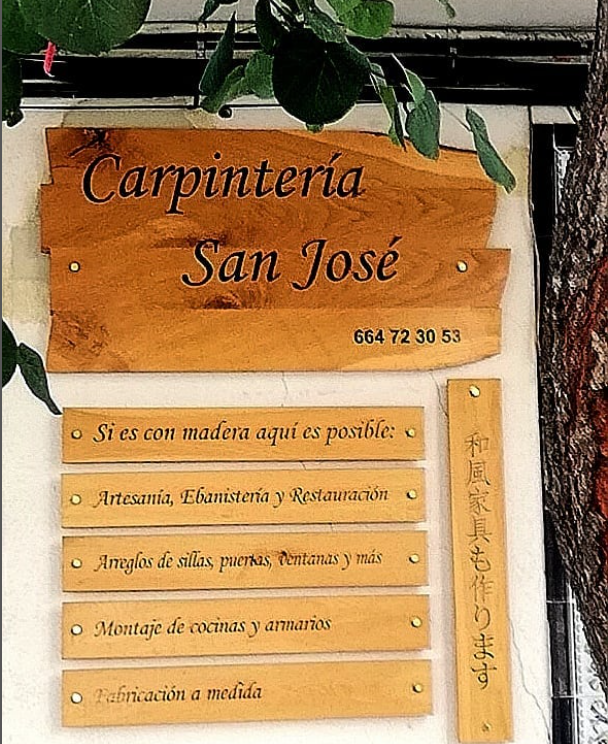 Carpintería
San José
664 72 30 53
Si es con madera aquí es posible:
Artesanía, Ebanistería y Restauración
Arreglos de sillas, puertas, ventanas y más
Montaje de cocinas y armarios
Fabricación a medida
和風家具も作ります